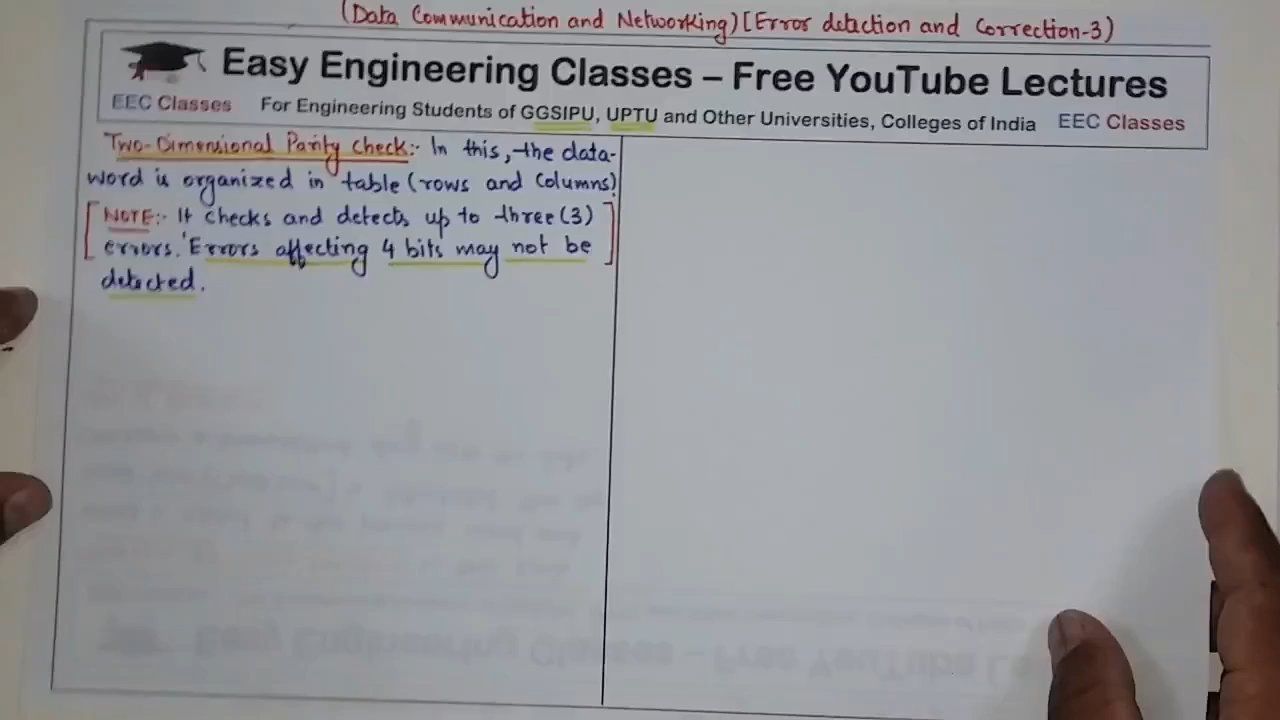 (Data Communication and Networking) [Error detection and Correction-3)
Easy Engineering Classes – Free YouTube Lectures
EEC Classes For Engineering Students of GGSIPU, UPTU and Other Universities, Colleges of India EEC Classes
Two-Dimensional Parity Check:- In this, the data-
word is organized in table (rows and columns)
[NOTE:- It checks and detects up to three (3)
errors. Errors affecting 4 bits may not be]
detected.